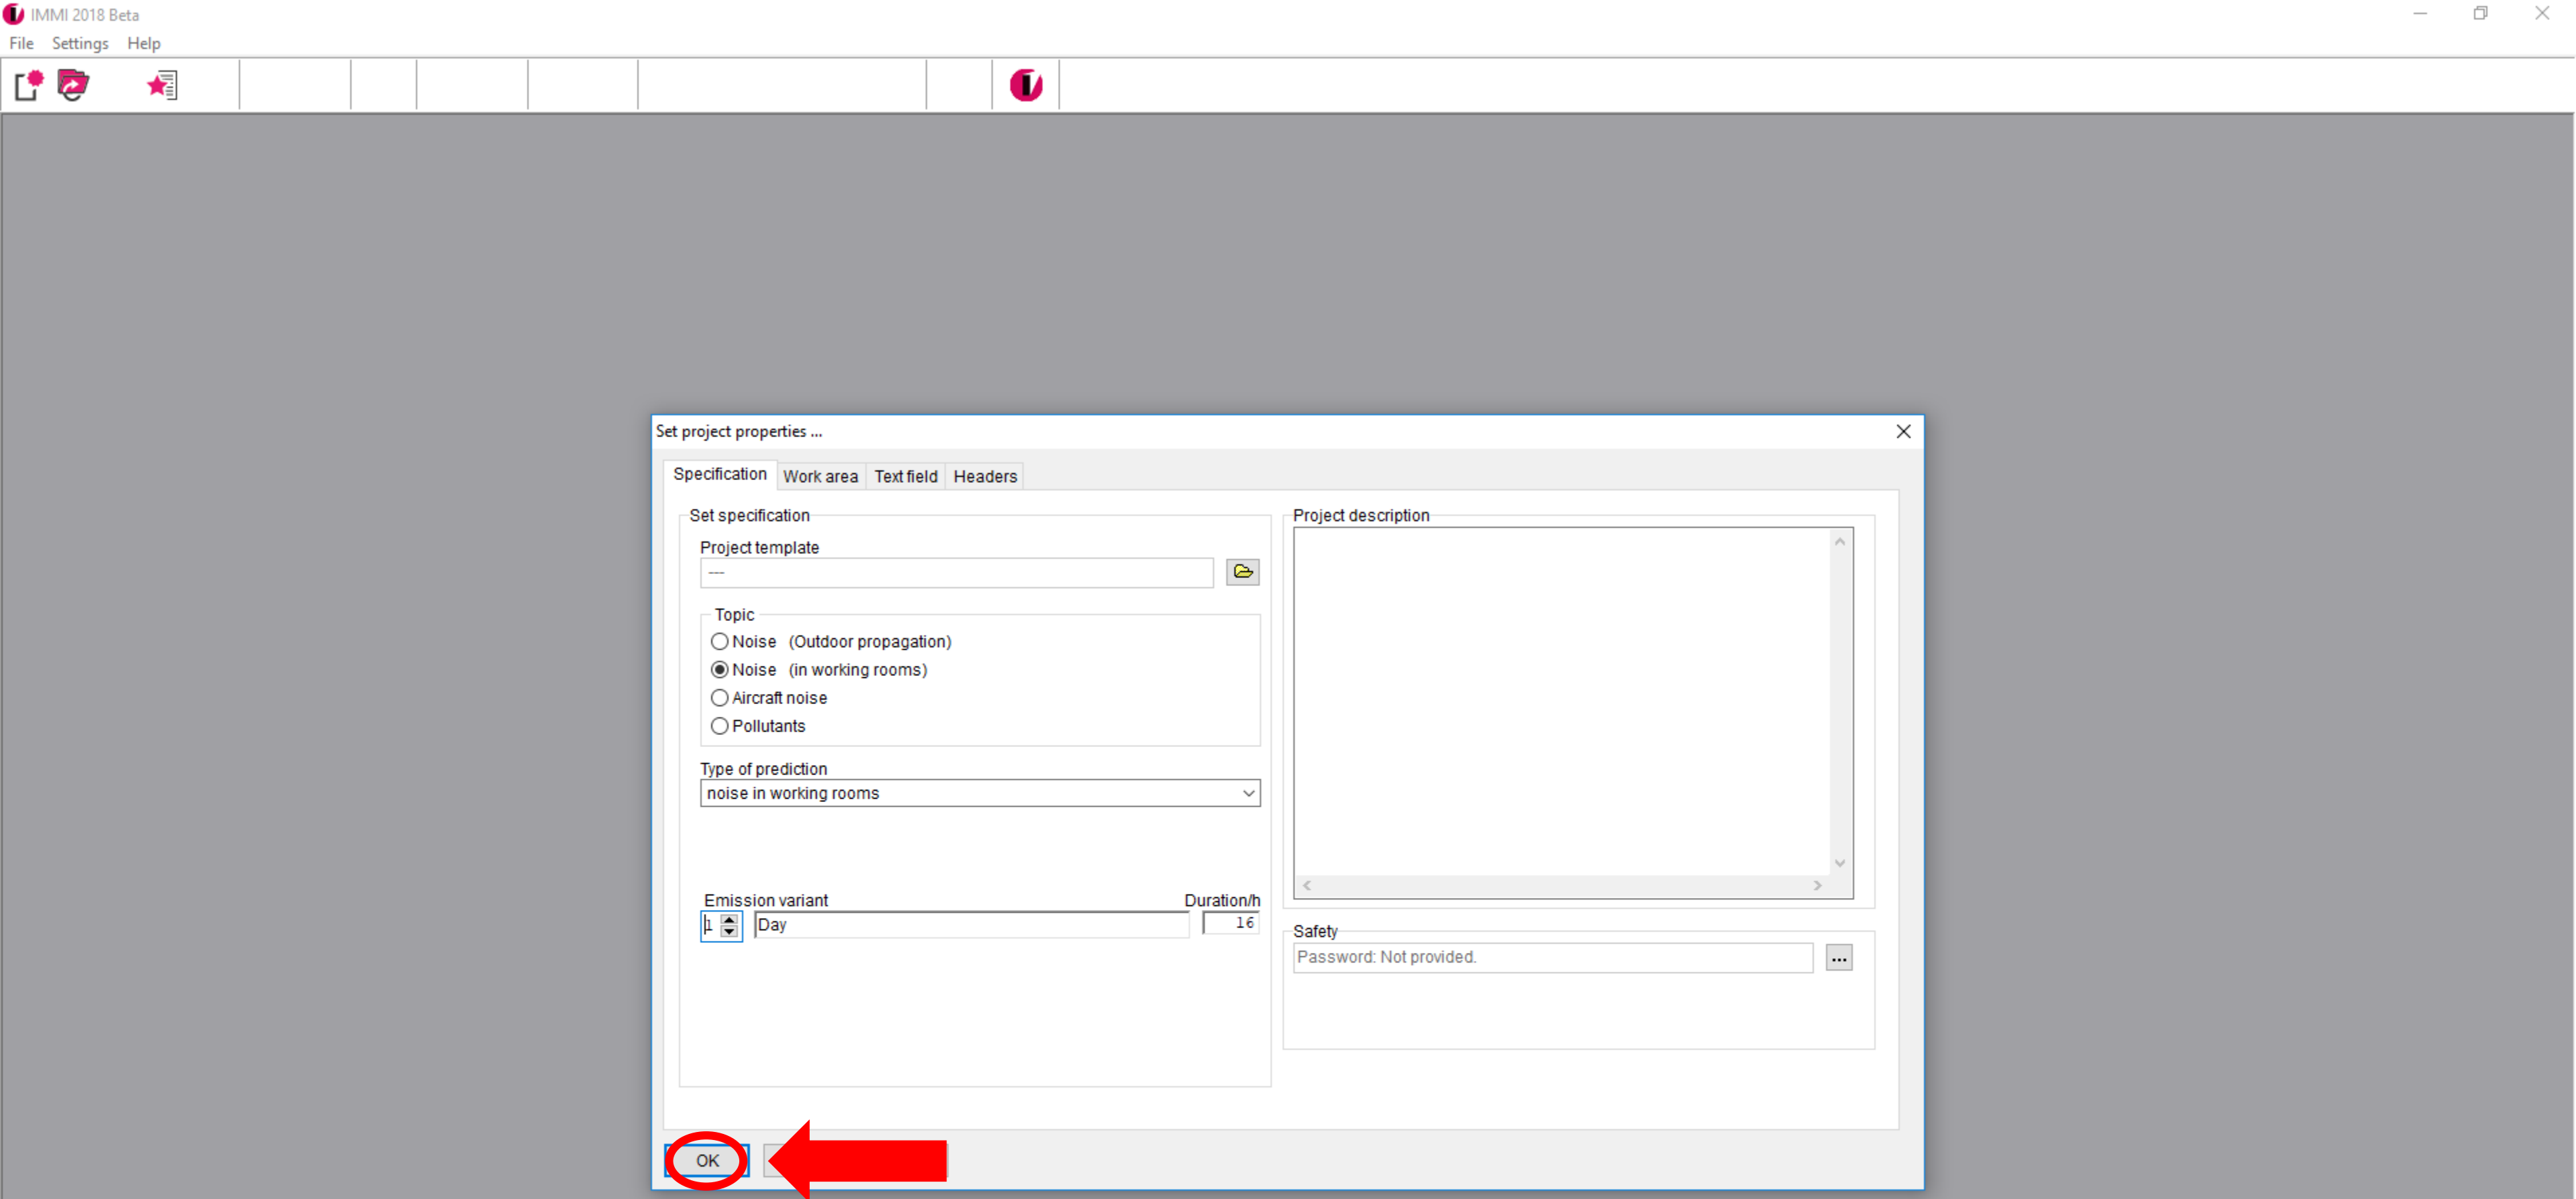 IMMI 2018 Beta
File Settings Help
Set project properties ...
Specification Work area Text field Headers
Set specification
Project template
---
Topic
Noise (Outdoor propagation)
Noise (in working rooms)
Aircraft noise
Pollutants
Type of prediction
noise in working rooms
Emission variant Duration/h
1 Day 16
Project description
Safety
Password: Not provided.
...
OK